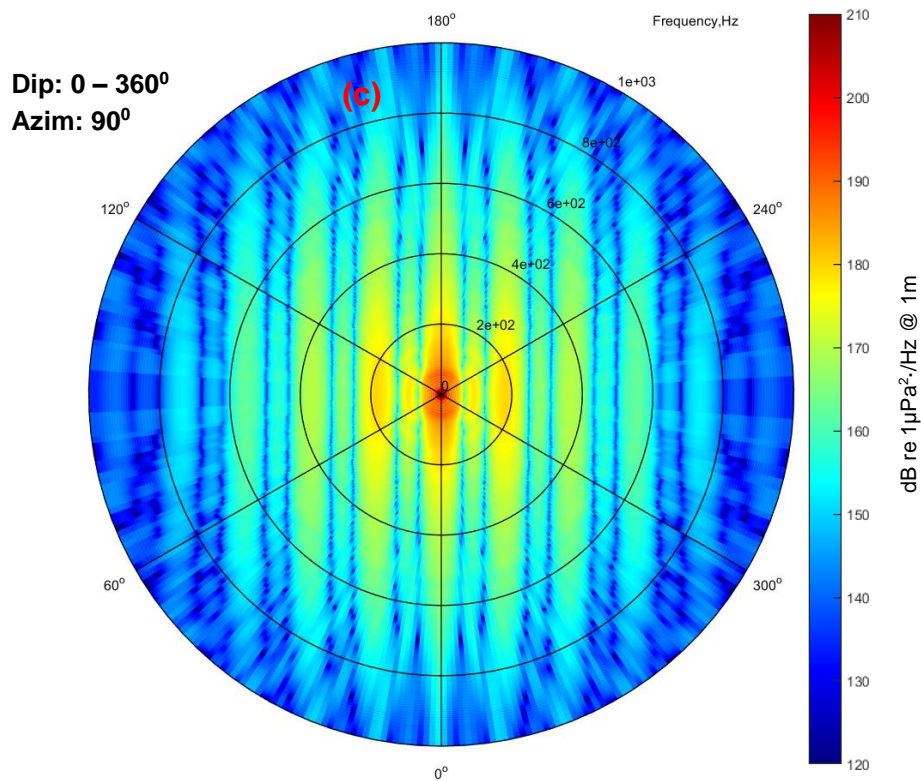 180°
Frequency,Hz
210
Dip: 0 – 360⁰
(c)
1e+03
Azim: 90⁰
200
8e+02
190
120°
6e+02
240°
4e+02
180
2e+02
170
0
dB re 1µPa²·/Hz @ 1m
160
150
60°
300°
140
130
0°
120